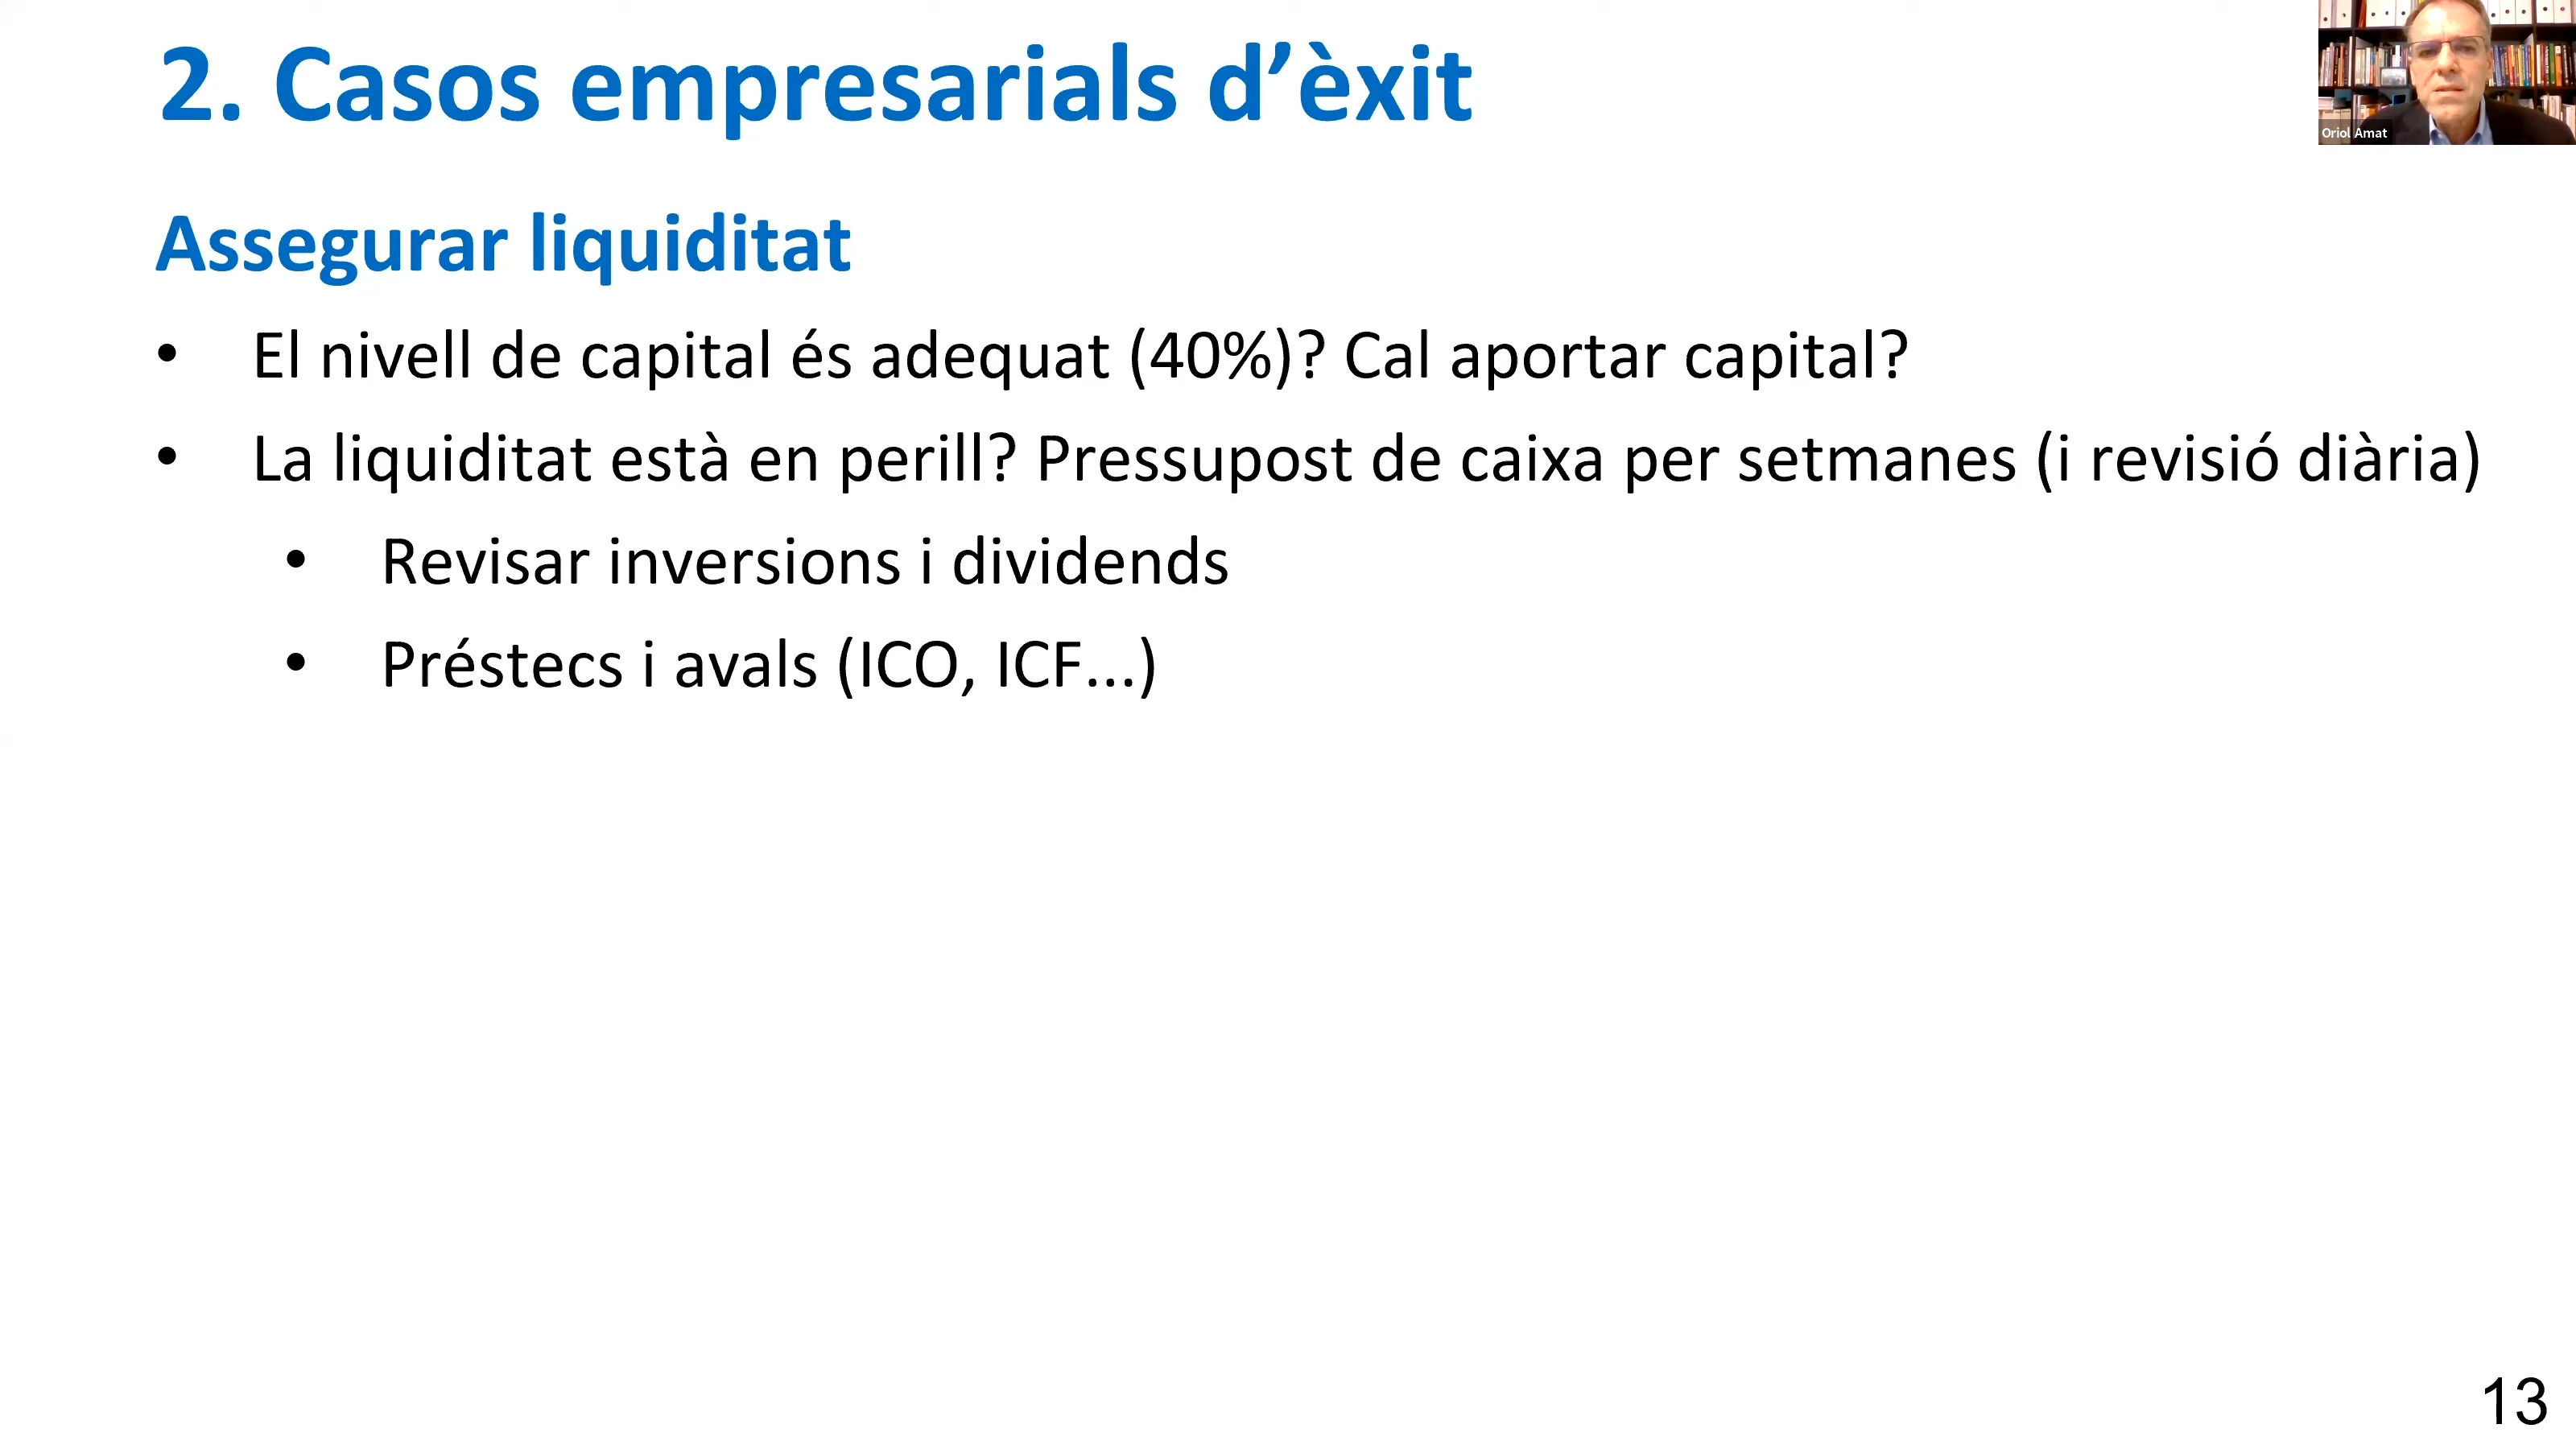 2. Casos empresarials d’èxit
Oriol Amat
Assegurar liquiditat
• El nivell de capital és adequat (40%)? Cal aportar capital?
• La liquiditat està en perill? Pressupost de caixa per setmanes (i revisió diària)
• Revisar inversions i dividends
• Préstecs i avals (ICO, ICF...)
13